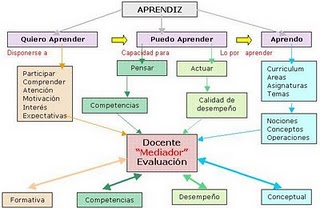 APRENDIZ
Quiero Aprender
Puedo Aprender
Aprendo
Disponerse a
Capacidad para
Lo por aprender
Participar
Comprender
Atención
Motivación
Interés
Expectativas
Pensar
Actuar
Curriculum
Areas
Asignaturas
Temas
Competencias
Calidad de
desempeño
Nociones
Conceptos
Operaciones
Docente
"Mediador"
Evaluación
Formativa
Competencias
Desempeño
Conceptual